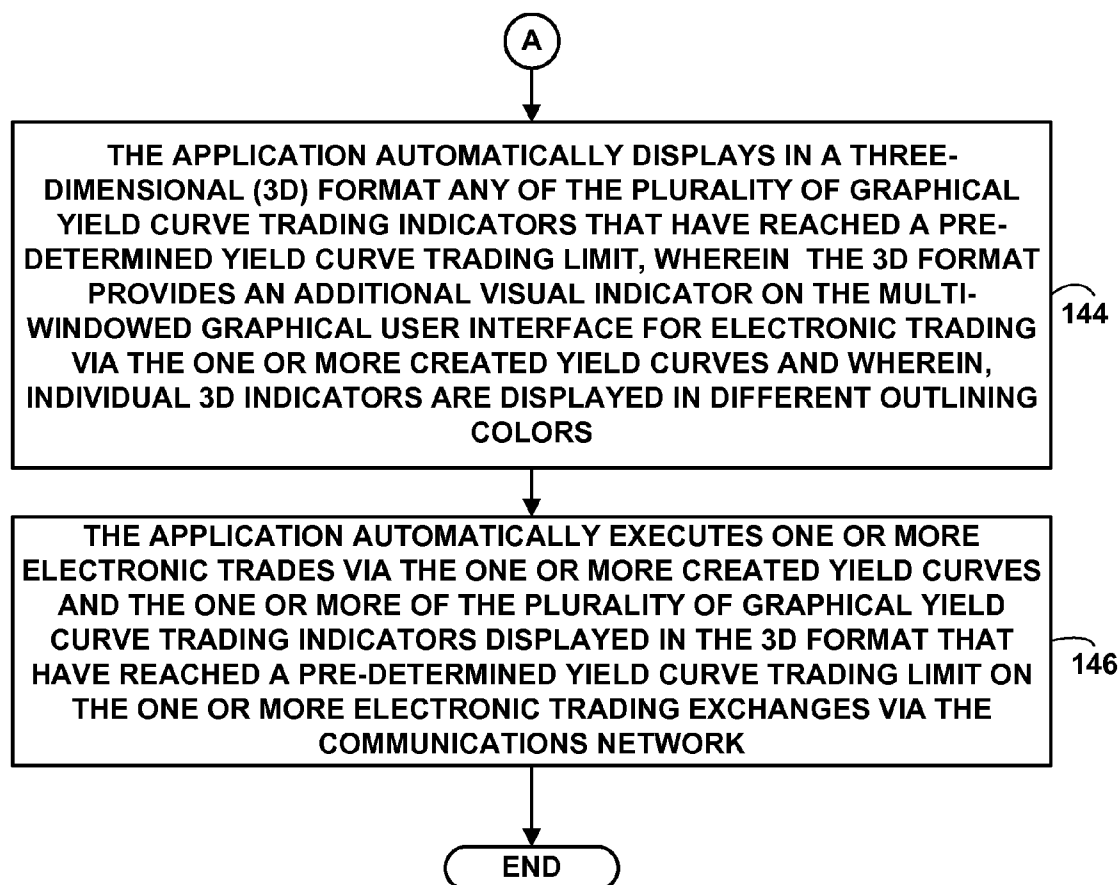 A
THE APPLICATION AUTOMATICALLY DISPLAYS IN A THREE-
DIMENSIONAL (3D) FORMAT ANY OF THE PLURALITY OF GRAPHICAL
YIELD CURVE TRADING INDICATORS THAT HAVE REACHED A PRE-
DETERMINED YIELD CURVE TRADING LIMIT, WHEREIN THE 3D FORMAT
PROVIDES AN ADDITIONAL VISUAL INDICATOR ON THE MULTI-
WINDOWED GRAPHICAL USER INTERFACE FOR ELECTRONIC TRADING
VIA THE ONE OR MORE CREATED YIELD CURVES AND WHEREIN,
INDIVIDUAL 3D INDICATORS ARE DISPLAYED IN DIFFERENT OUTLINING
COLORS
144
THE APPLICATION AUTOMATICALLY EXECUTES ONE OR MORE
ELECTRONIC TRADES VIA THE ONE OR MORE CREATED YIELD CURVES
AND THE ONE OR MORE OF THE PLURALITY OF GRAPHICAL YIELD
CURVE TRADING INDICATORS DISPLAYED IN THE 3D FORMAT THAT
HAVE REACHED A PRE-DETERMINED YIELD CURVE TRADING LIMIT ON
THE ONE OR MORE ELECTRONIC TRADING EXCHANGES VIA THE
COMMUNICATIONS NETWORK
146
END